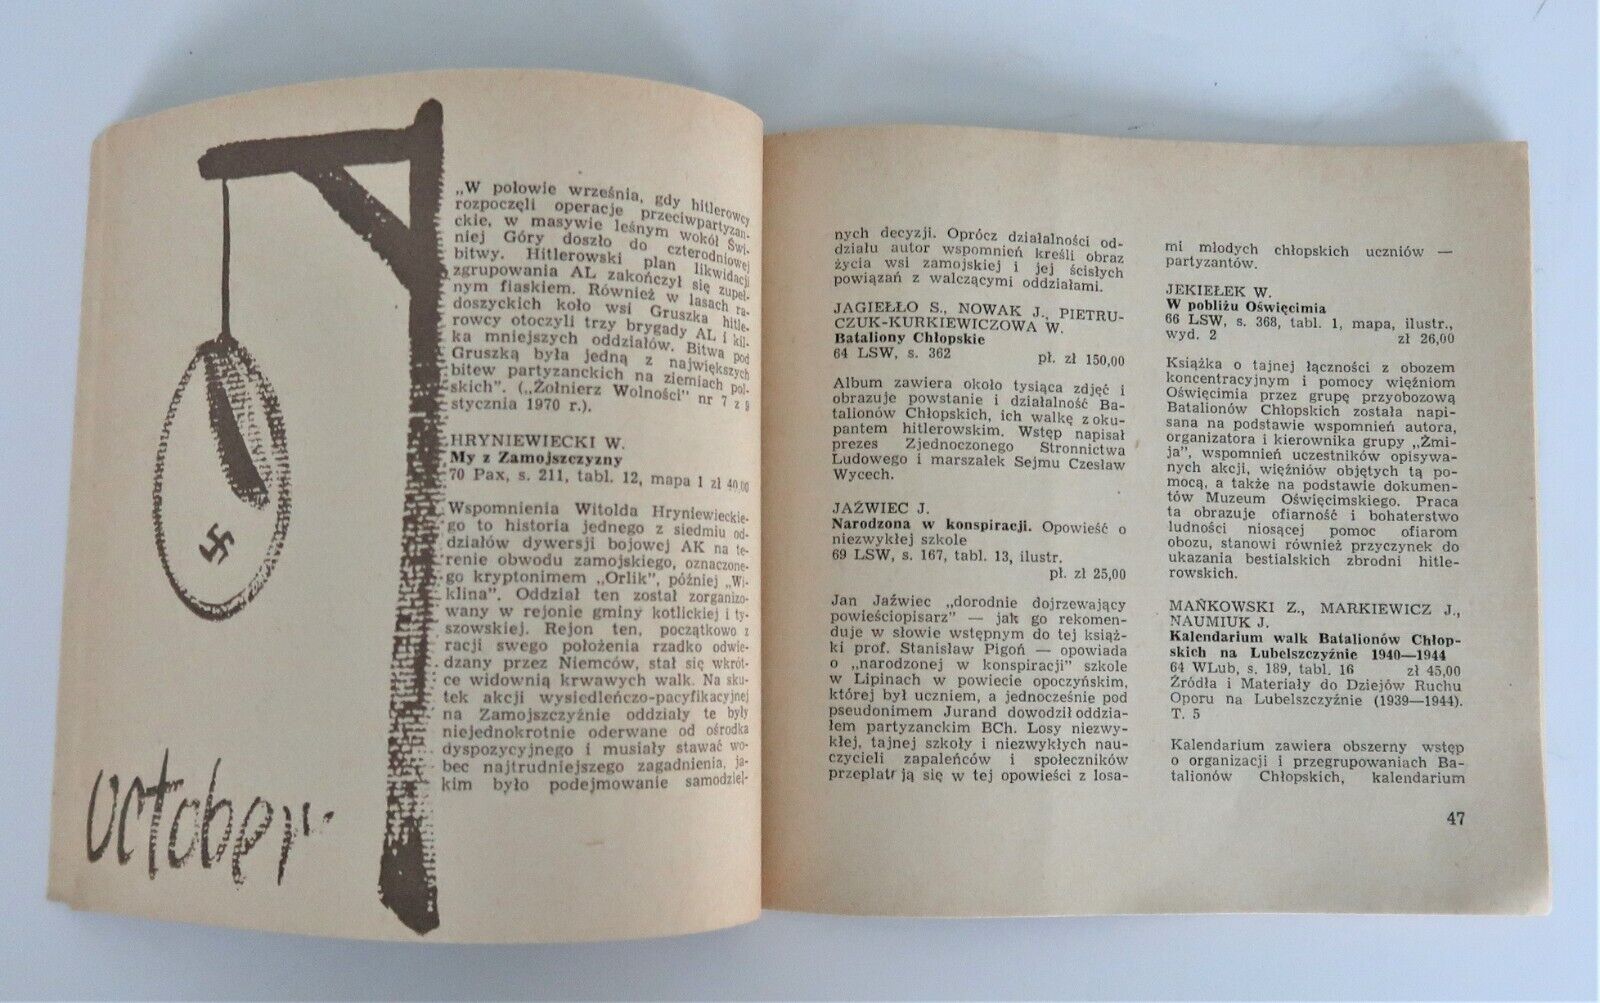 „W połowie września, gdy hitlerowcy
rozpoczęli operacje przeciwpartyzan-
ckie, w masywie leśnym wokół Świ-
niej Góry doszło do czterodniowej
bitwy. Hitlerowski plan likwidacji
zgrupowania AL zakończył się zupeł-
nym fiaskiem. Również w lasach ra-
doszyckich koło wsi Gruszka hitle-
rowcy otoczyli trzy brygady AL i kil-
ka mniejszych oddziałów. Bitwa pod
Gruszką była jedną z największych
bitew partyzanckich na ziemiach pol-
skich". („Żołnierz Wolności" nr 7 z 9
stycznia 1970 r.).
HRYNIEWIECKI W.
My z Zamojszczyzny
70 Pax, s. 211, tabl. 12, mapa 1 zł 40,00
Wspomnienia Witolda Hryniewieckie-
go to historia jednego z siedmiu od-
działów dywersji bojowej AK na te-
renie obwodu zamojskiego, oznaczone-
go kryptonimem „Orlik", później „Wi-
klina". Oddział ten został zorganizo-
wany w rejonie gminy kotlickiej i ty-
szowskiej. Rejon ten, początkowo z
racji swego położenia rzadko odwie-
dzany przez Niemców, stał się wkrót-
ce widownią krwawych walk. Na sku-
tek akcji wysiedleńczo-pacyfikacyjnej
na Zamojszczyźnie oddziały te były
niejednokrotnie oderwane od ośrodka
dyspozycyjnego i musiały stawać wo-
bec najtrudniejszego zagadnienia, ja-
kim było podejmowanie samodziel-
october
nych decyzji. Oprócz działalności od-
działu autor wspomnień kreśli obraz
życia wsi zamojskiej i jej ścisłych
powiązań z walczącymi oddziałami.
JAGIEŁŁO S., NOWAK J., PIETRU-
CZUK-KURKIEWICZOWA W.
Bataliony Chłopskie
64 LSW, s. 362 pł. zł 150,00
Album zawiera około tysiąca zdjęć i
obrazuje powstanie i działalność Ba-
talionów Chłopskich, ich walkę z oku-
pantem hitlerowskim. Wstęp napisał
prezes Zjednoczonego Stronnictwa
Ludowego i marszałek Sejmu Czesław
Wycech.
JAŹWIEC J.
Narodzona w konspiracji. Opowieść o
niezwykłej szkole
69 LSW, s. 167, tabl. 13, ilustr.
pł. zł 25,00
Jan Jaźwiec „dorodnie dojrzewający
powieściopisarz" — jak go rekomen-
duje w słowie wstępnym do tej książ-
ki prof. Stanisław Pigoń — opowiada
o „narodzonej w konspiracji" szkole
w Lipinach w powiecie opoczyńskim,
której był uczniem, a jednocześnie pod
pseudonimem Jurand dowodził oddzia-
łem partyzanckim BCh. Losy niezwy-
kłej, tajnej szkoły i niezwykłych nau-
czycieli zapaleńców i społeczników
przeplatają się w tej opowieści z losa-
mi młodych chłopskich uczniów —
partyzantów.
JEKIEŁEK W.
W pobliżu Oświęcimia
66 LSW, s. 368, tabl. 1, mapa, ilustr.,
wyd. 2 zł 26,00
Książka o tajnej łączności z obozem
koncentracyjnym i pomocy więźniom
Oświęcimia przez grupę przyobozową
Batalionów Chłopskich została napi-
sana na podstawie wspomnień autora,
organizatora i kierownika grupy „Żmi-
ja", wspomnień uczestników opisywa-
nych akcji, więźniów objętych tą po-
mocą, a także na podstawie dokumen-
tów Muzeum Oświęcimskiego. Praca
ta obrazuje ofiarność i bohaterstwo
ludności niosącej pomoc ofiarom
obozu, stanowi również przyczynek do
ukazania bestialskich zbrodni hitle-
rowskich.
MAŃKOWSKI Z., MARKIEWICZ J.,
NAUMIUK J.
Kalendarium walk Batalionów Chłop-
skich na Lubelszczyźnie 1940—1944
64 WLub, s. 189, tabl. 16 zł 45,00
Źródła i Materiały do Dziejów Ruchu
Oporu na Lubelszczyźnie (1939—1944).
T. 5
Kalendarium zawiera obszerny wstęp
o organizacji i przegrupowaniach Ba-
talionów Chłopskich, kalendarium
47